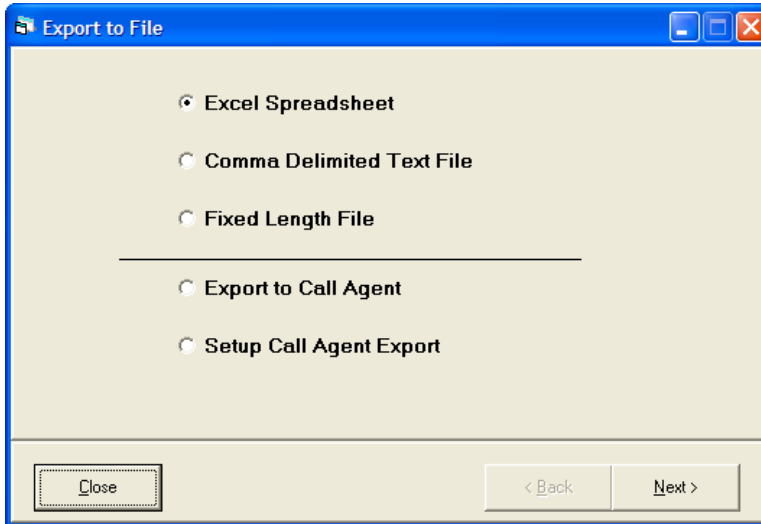 Export to File
Excel Spreadsheet
Comma Delimited Text File
Fixed Length File
Export to Call Agent
Setup Call Agent Export
Close
< Back
Next >